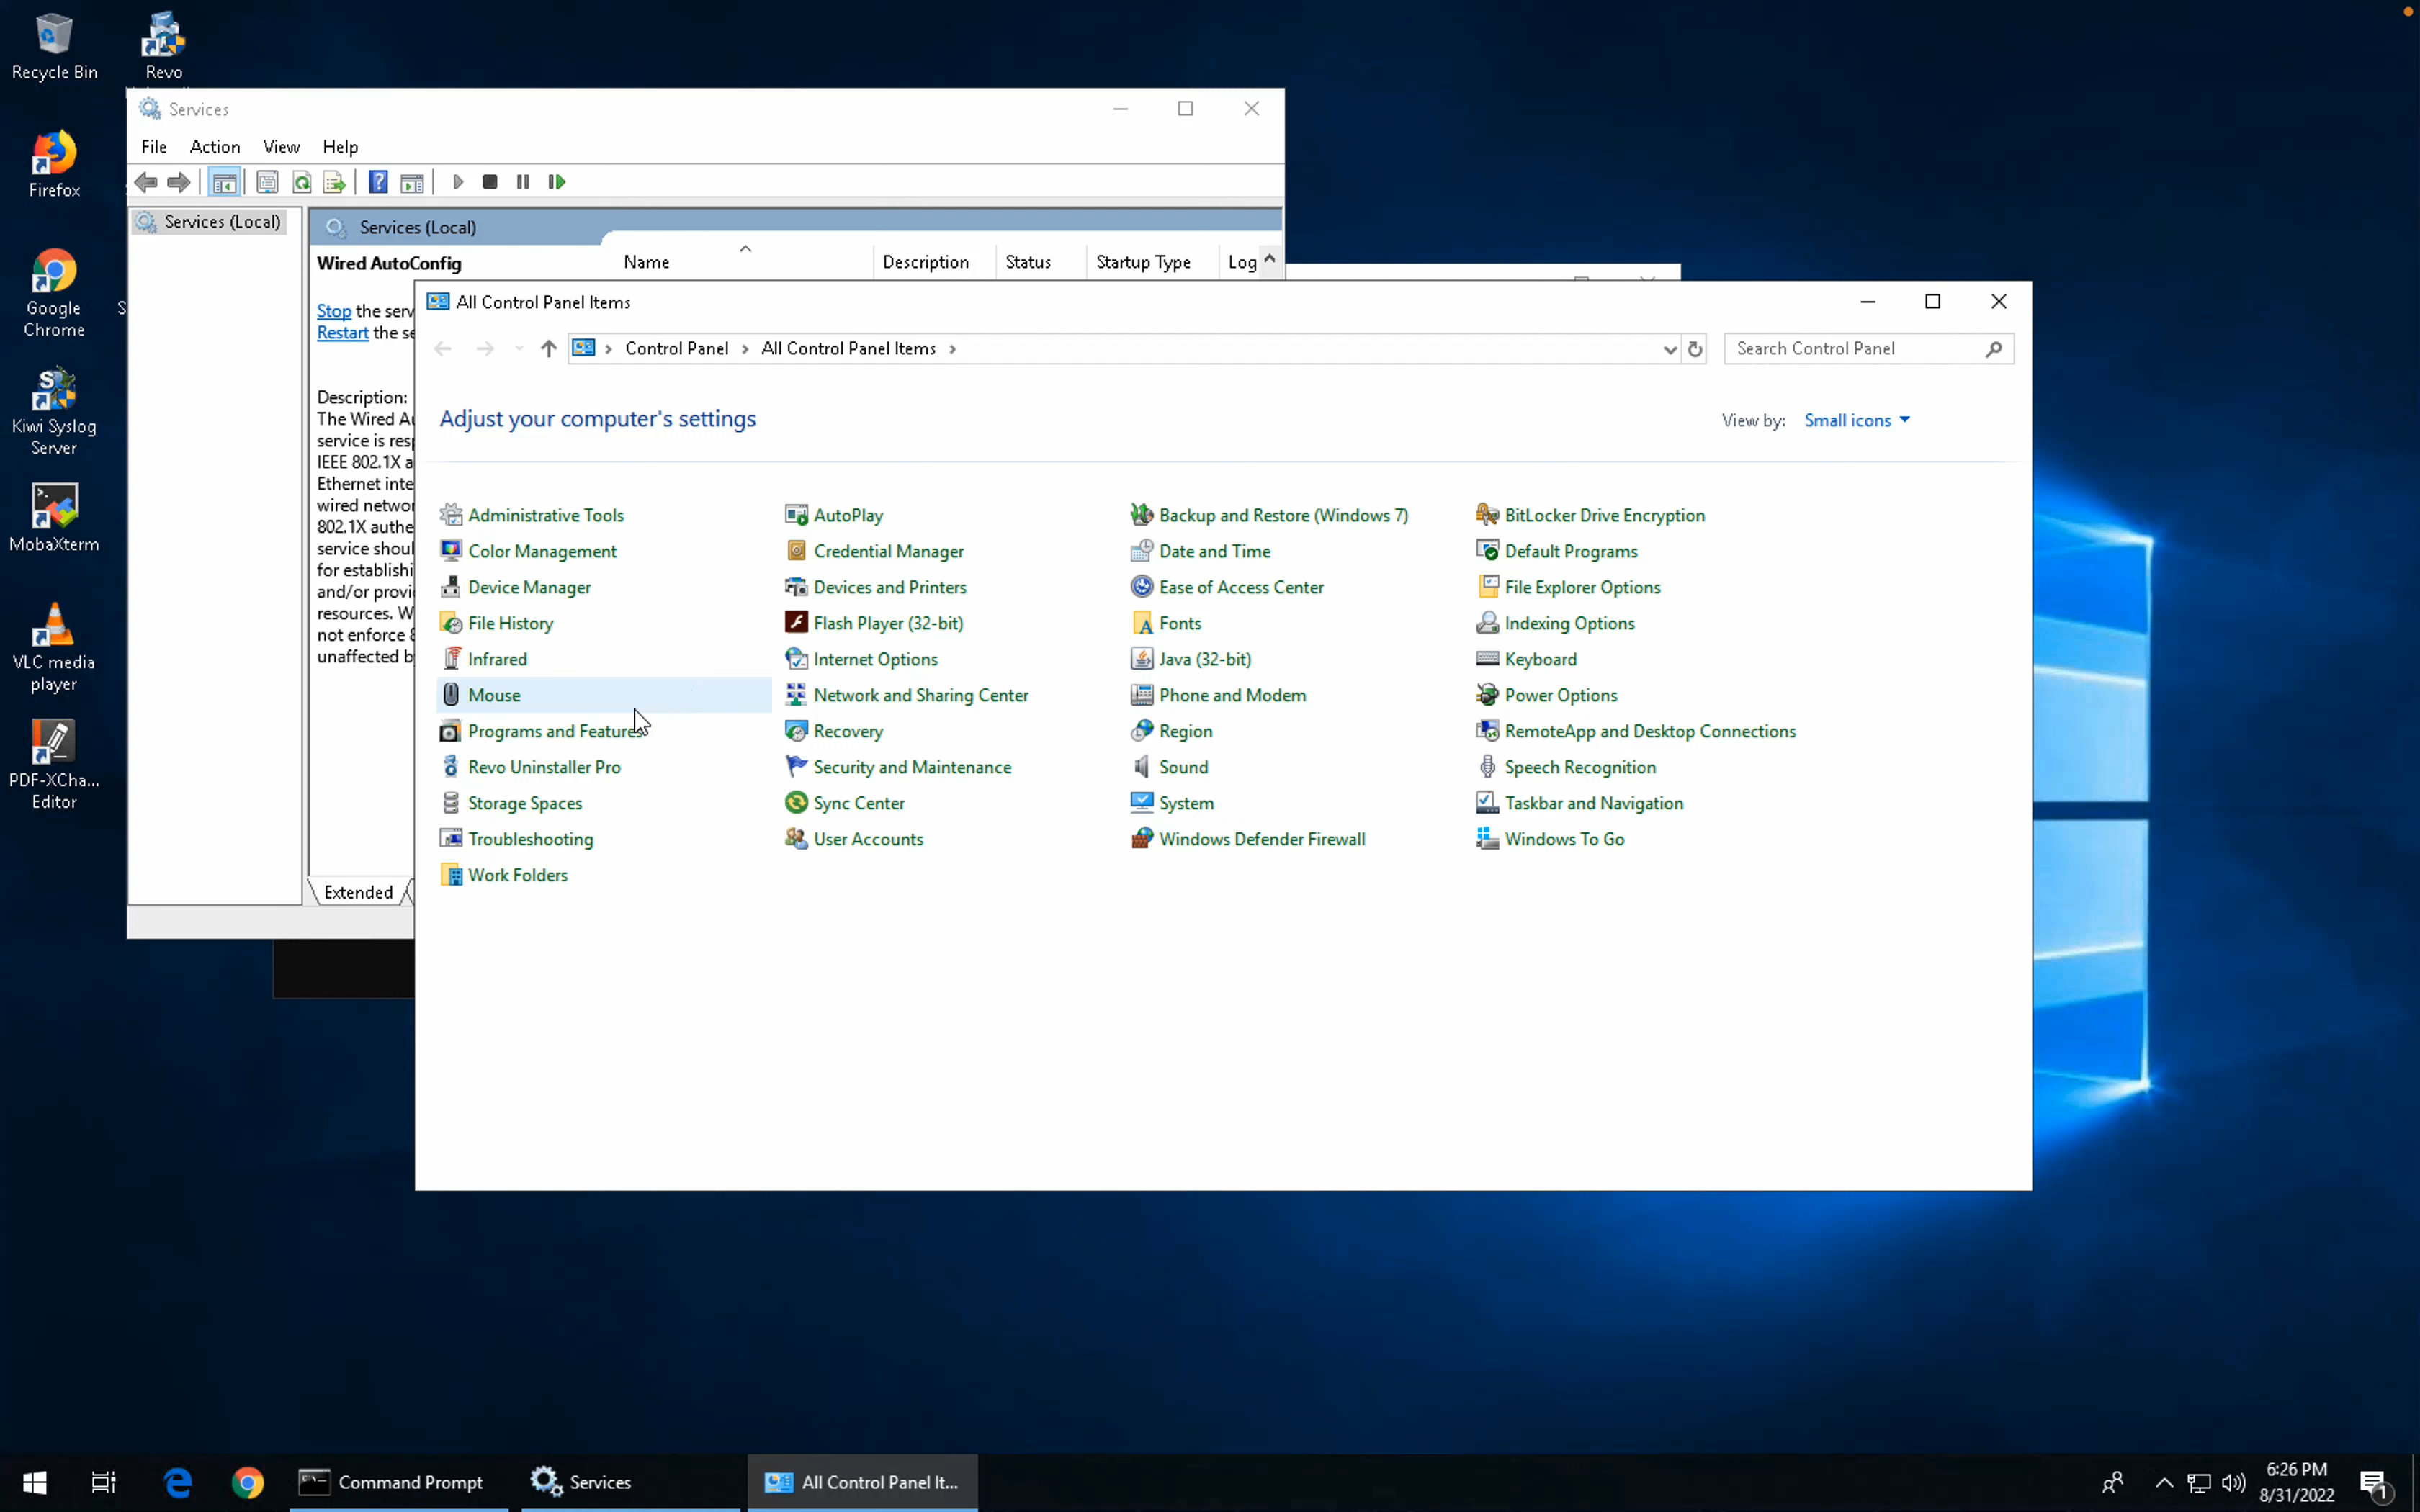 Recycle Bin
Revo
Firefox
Google
Chrome
Kiwi Syslog
Server
MobaXterm
VLC media
player
PDF-XCha...
Editor
Services
File Action View Help
Services (Local)
Services (Local)
Wired AutoConfig
Name Description Status Startup Type Log
Stop the serv
Restart the se
Description:
The Wired Au
service is resp
IEEE 802.1X a
Ethernet inte
wired networ
802.1X authe
service shoul
for establishi
and/or provi
resources. W
not enforce 8
unaffected b
Extended
All Control Panel Items
Control Panel All Control Panel Items
Search Control Panel
Adjust your computer's settings
View by: Small icons
Administrative Tools
AutoPlay
Backup and Restore (Windows 7)
BitLocker Drive Encryption
Color Management
Credential Manager
Date and Time
Default Programs
Device Manager
Devices and Printers
Ease of Access Center
File Explorer Options
File History
Flash Player (32-bit)
Fonts
Indexing Options
Infrared
Internet Options
Java (32-bit)
Keyboard
Mouse
Network and Sharing Center
Phone and Modem
Power Options
Programs and Features
Recovery
Region
RemoteApp and Desktop Connections
Revo Uninstaller Pro
Security and Maintenance
Sound
Speech Recognition
Storage Spaces
Sync Center
System
Taskbar and Navigation
Troubleshooting
User Accounts
Windows Defender Firewall
Windows To Go
Work Folders
Command Prompt
Services
All Control Panel It...
6:26 PM
8/31/2022
1